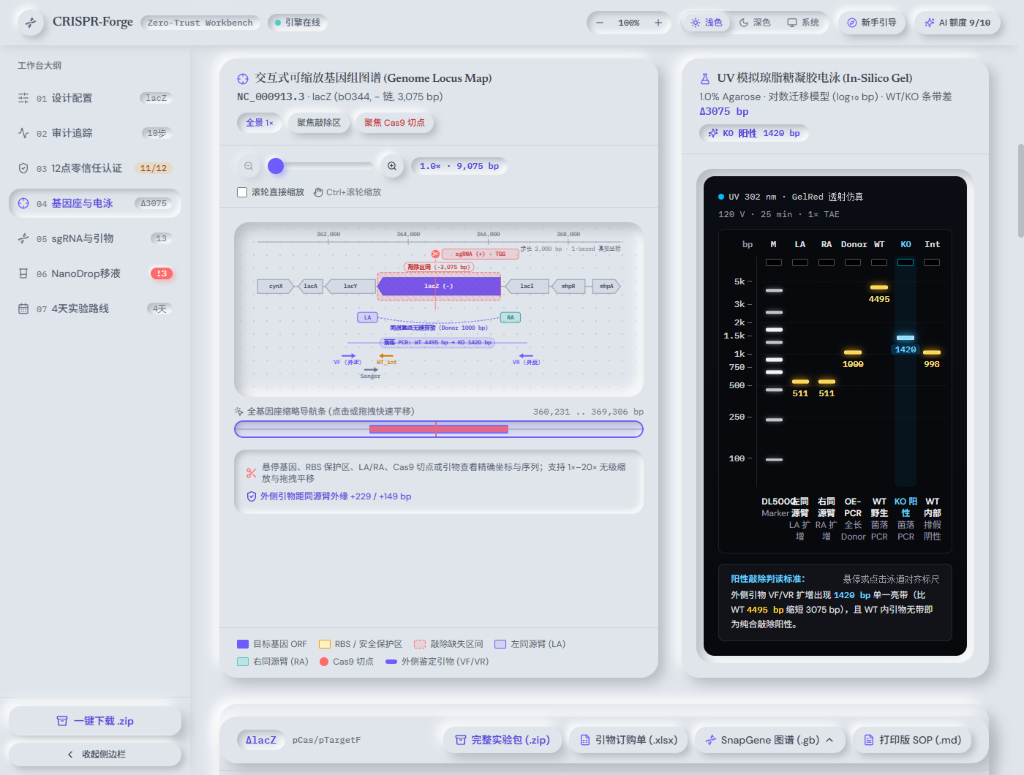 CRISPR-Forge
Zero-Trust Workbench
引擎在线
100%
浅色
深色
系统
新手引导
AI 额度 9/10
工作台大纲
01 设计配置 lacZ
02 审计追踪 10步
03 12点零信任认证 11/12
04 基因座与电泳 Δ3075
05 sgRNA与引物 13
06 NanoDrop移液 !3
07 4天实验路线 4天
一键下载 .zip
收起侧边栏
交互式可缩放基因组图谱 (Genome Locus Map)
NC_000913.3 · lacZ (b0344, − 链, 3,075 bp)
全景 1×
聚焦敲除区
聚焦 Cas9 切点
1.0× · 9,075 bp
滚轮直接缩放
Ctrl+滚轮缩放
362,000 364,000 366,000 368,000
步长 2,000 bp · 1-based
sgRNA (+) · TGG
敲除区间 (-3,075 bp)
cynX lacA lacY lacZ (-) lacI mhpR mhpA
LA
RA
(Donor 1000 bp)
PCR: WT 4495 bp → KO 1420 bp
VF (外定)
WT_int
VR (外反)
Sanger
全基因座缩略导航条 (点击或拖拽快速平移)
360,231 .. 369,306 bp
悬停基因、RBS 保护区、LA/RA、Cas9 切点或引物查看精确坐标与序列；支持 1×–20× 无级缩
放与拖拽平移
外侧引物距同源臂外缘 +229 / +149 bp
目标基因 ORF
RBS / 安全保护区
敲除缺失区间
左同源臂 (LA)
右同源臂 (RA)
Cas9 切点
外侧鉴定引物 (VF/VR)
UV 模拟琼脂糖凝胶电泳 (In-Silico Gel)
1.0% Agarose · 对数迁移模型 (log₁₀ bp) · WT/KO 条带差
Δ3075 bp
KO 阳性 1420 bp
UV 302 nm · GelRed 透射仿真
120 V · 25 min · 1× TAE
bp M LA RA Donor WT KO Int
5k
3k
2k
1.5k
1k
750
500
250
100
4495
1420
1000
998
511
511
DL5000 Marker
左同源臂 LA 扩增
右同源臂 RA 扩增
OE-PCR 全长 Donor
WT 野生 菌落 PCR
KO 阳性 菌落 PCR
WT 内部 排假阴性
阳性敲除判读标准：
悬停或点击泳道对齐标尺
外侧引物 VF/VR 扩增出现 1420 bp 单一亮带（比
WT 4495 bp 缩短 3075 bp），且 WT 内引物无带即
为纯合敲除阳性。
ΔlacZ
pCas/pTargetF
完整实验包 (.zip)
引物订购单 (.xlsx)
SnapGene 图谱 (.gb)
打印版 SOP (.md)